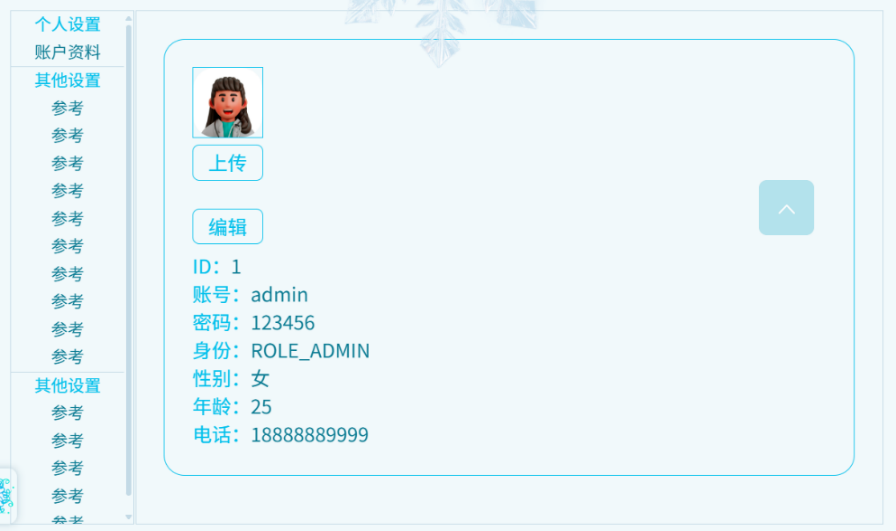 个人设置
账户资料
其他设置
参考
参考
参考
参考
参考
参考
参考
参考
参考
参考
其他设置
参考
参考
参考
参考
参考
上传
编辑
ID：1
账号：admin
密码：123456
身份：ROLE_ADMIN
性别：女
年龄：25
电话：18888889999